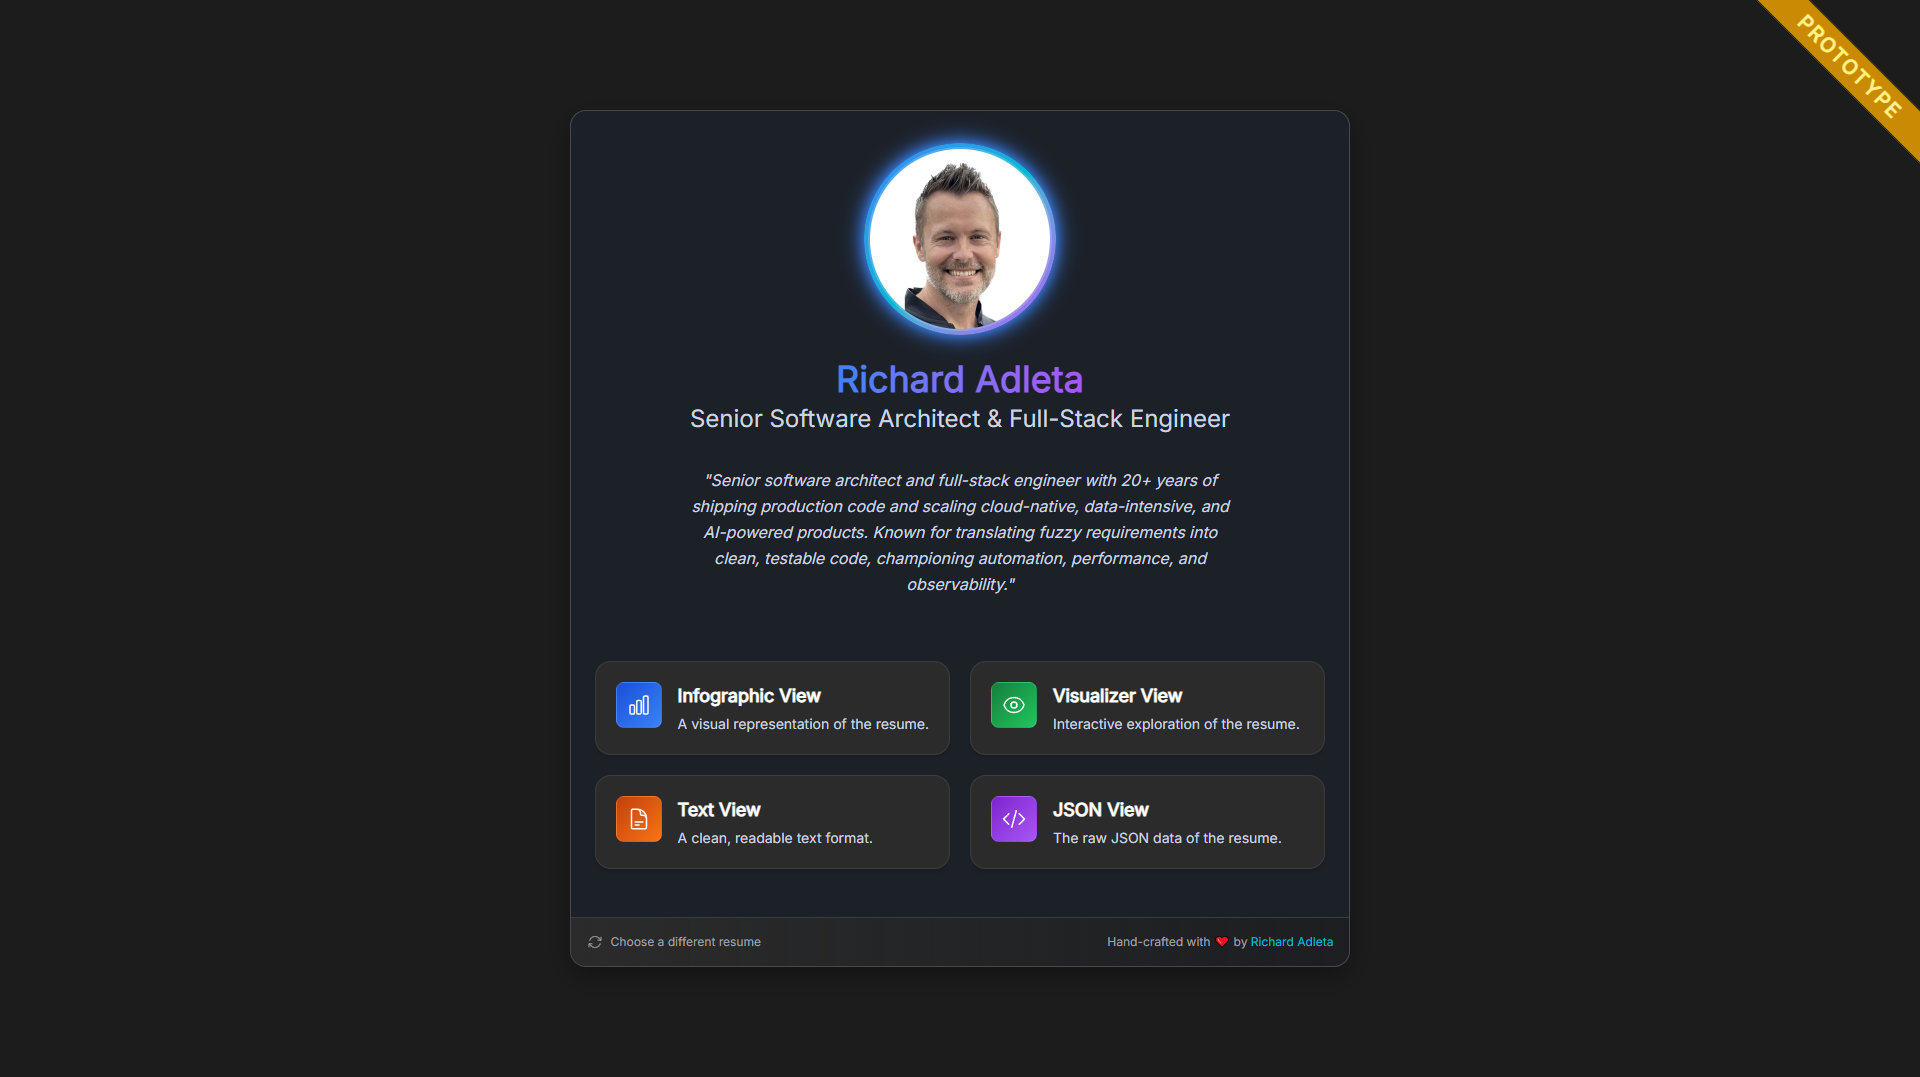 PROTOTYPE
Richard Adleta
Senior Software Architect & Full-Stack Engineer
"Senior software architect and full-stack engineer with 20+ years of
shipping production code and scaling cloud-native, data-intensive, and
AI-powered products. Known for translating fuzzy requirements into
clean, testable code, championing automation, performance, and
observability."
Infographic View
A visual representation of the resume.
Visualizer View
Interactive exploration of the resume.
Text View
A clean, readable text format.
JSON View
The raw JSON data of the resume.
Choose a different resume
Hand-crafted with ❤️ by Richard Adleta